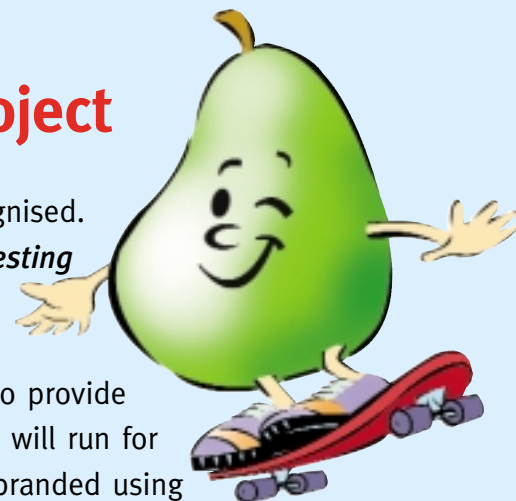 oject
gnised.
esting
o provide
will run for
branded using